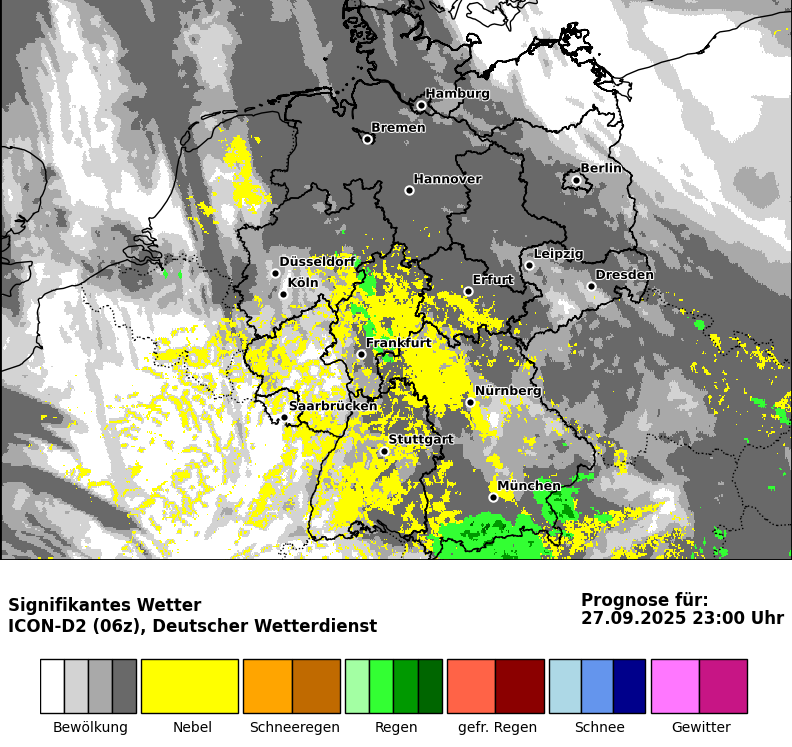 Hamburg
Bremen
Berlin
Hannover
Leipzig
Düsseldorf
Dresden
Köln
Erfurt
Frankfurt
Nürnberg
Saarbrücken
Stuttgart
München
Signifikantes Wetter
ICON-D2 (06z), Deutscher Wetterdienst
Prognose für:
27.09.2025 23:00 Uhr
Bewölkung Nebel Schneeregen Regen gefr. Regen Schnee Gewitter